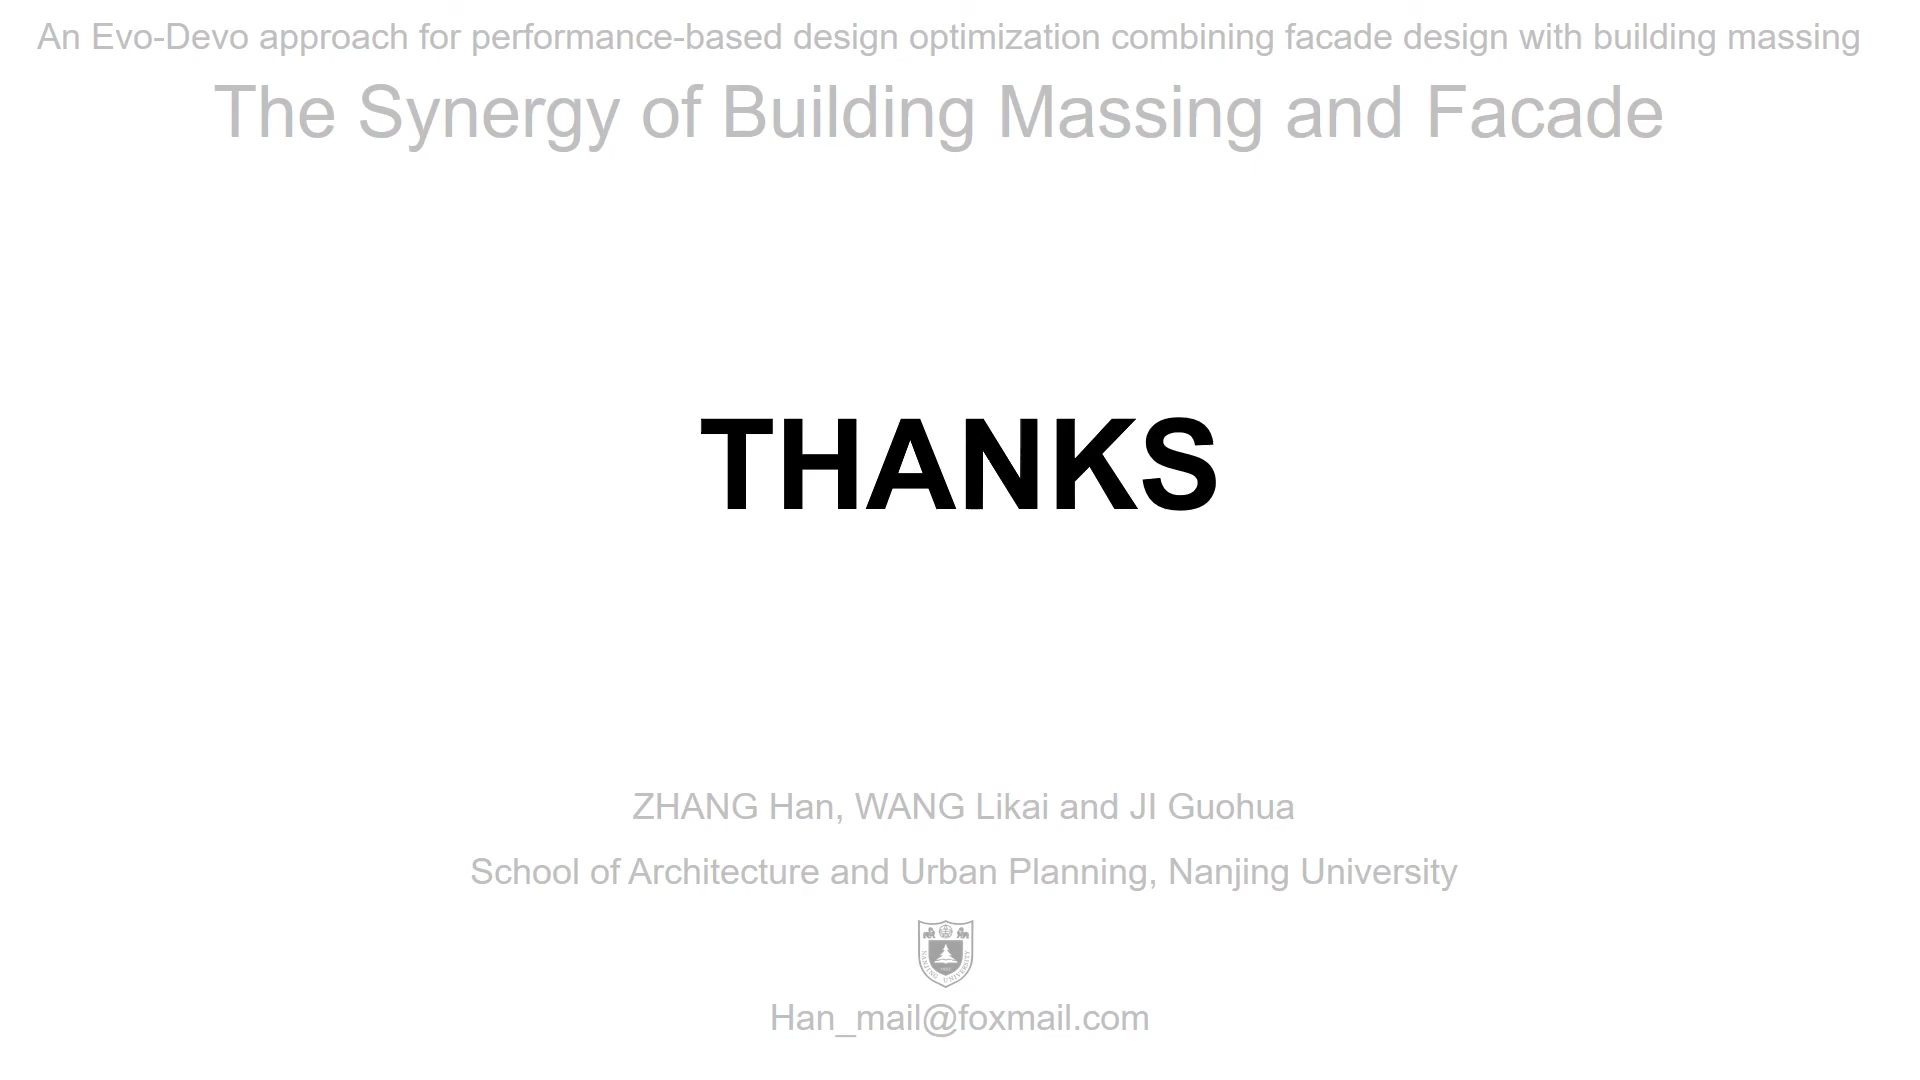 An Evo-Devo approach for performance-based design optimization combining facade design with building massing
The Synergy of Building Massing and Facade
THANKS
ZHANG Han, WANG Likai and JI Guohua
School of Architecture and Urban Planning, Nanjing University
NANJING UNIVERSITY
Han_mail@foxmail.com